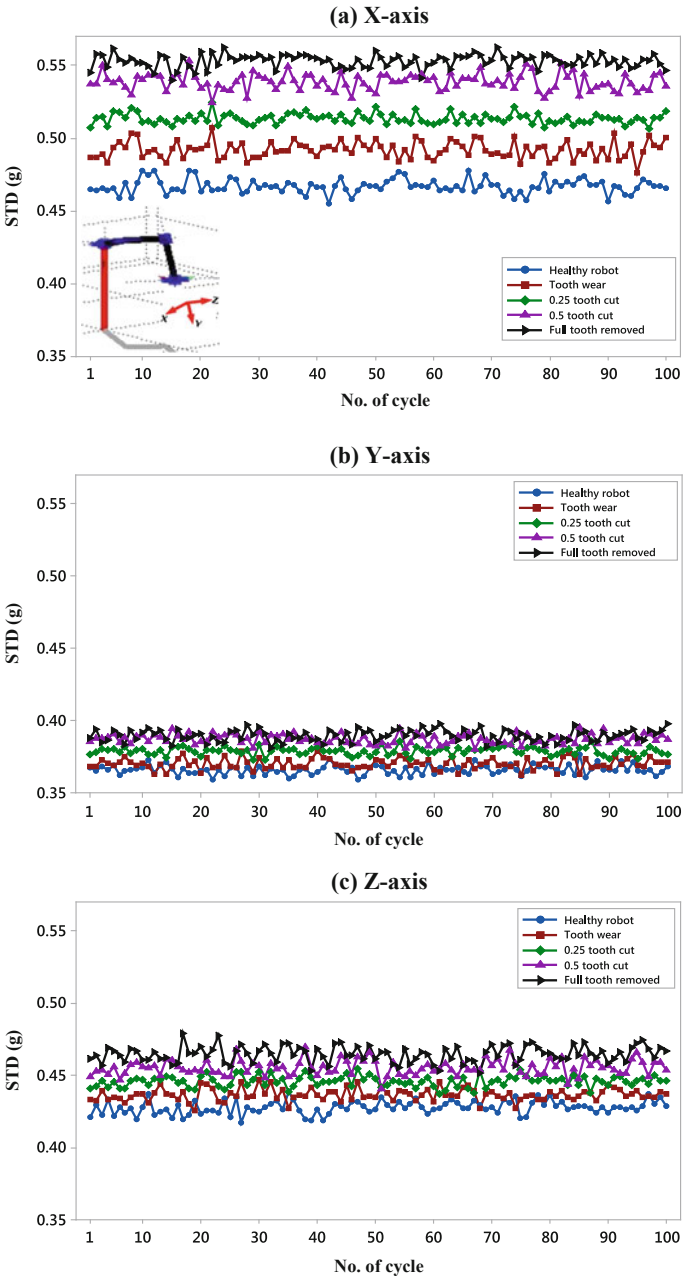 (a) X-axis
0.55
0.50
0.45
0.40
0.35
STD (g)
X
Y
Z
Healthy robot
Tooth wear
0.25 tooth cut
0.5 tooth cut
Full tooth removed
1 10 20 30 40 50 60 70 80 90 100
No. of cycle
(b) Y-axis
0.55
0.50
0.45
0.40
0.35
STD (g)
Healthy robot
Tooth wear
0.25 tooth cut
0.5 tooth cut
Full tooth removed
1 10 20 30 40 50 60 70 80 90 100
No. of cycle
(c) Z-axis
0.55
0.50
0.45
0.40
0.35
STD (g)
Healthy robot
Tooth wear
0.25 tooth cut
0.5 tooth cut
Full tooth removed
1 10 20 30 40 50 60 70 80 90 100
No. of cycle